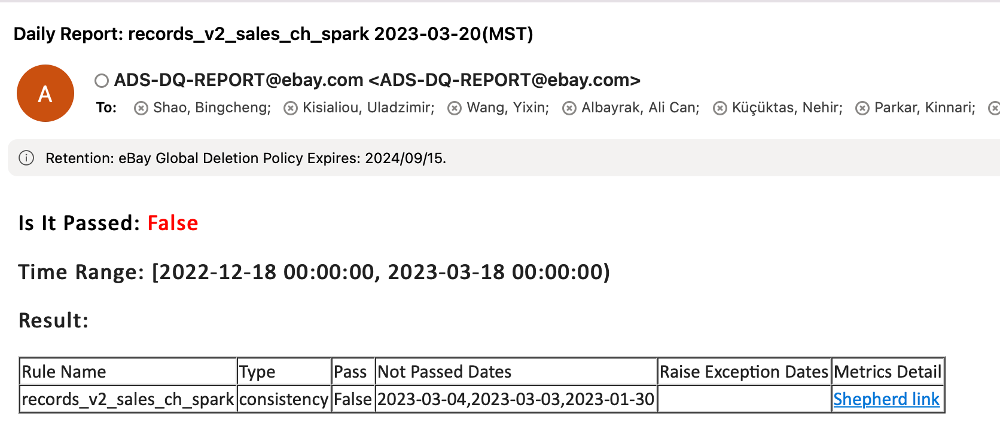 Daily Report: records_v2_sales_ch_spark 2023-03-20(MST)
A
ADS-DQ-REPORT@ebay.com <ADS-DQ-REPORT@ebay.com>
To: Shao, Bingcheng; Kisialiou, Uladzimir; Wang, Yixin; Albayrak, Ali Can; Küçüktas, Nehir; Parkar, Kinnari;
Retention: eBay Global Deletion Policy Expires: 2024/09/15.
Is It Passed: False
Time Range: [2022-12-18 00:00:00, 2023-03-18 00:00:00)
Result:
Rule Name Type Pass Not Passed Dates Raise Exception Dates Metrics Detail
records_v2_sales_ch_spark consistency False 2023-03-04,2023-03-03,2023-01-30 Shepherd link